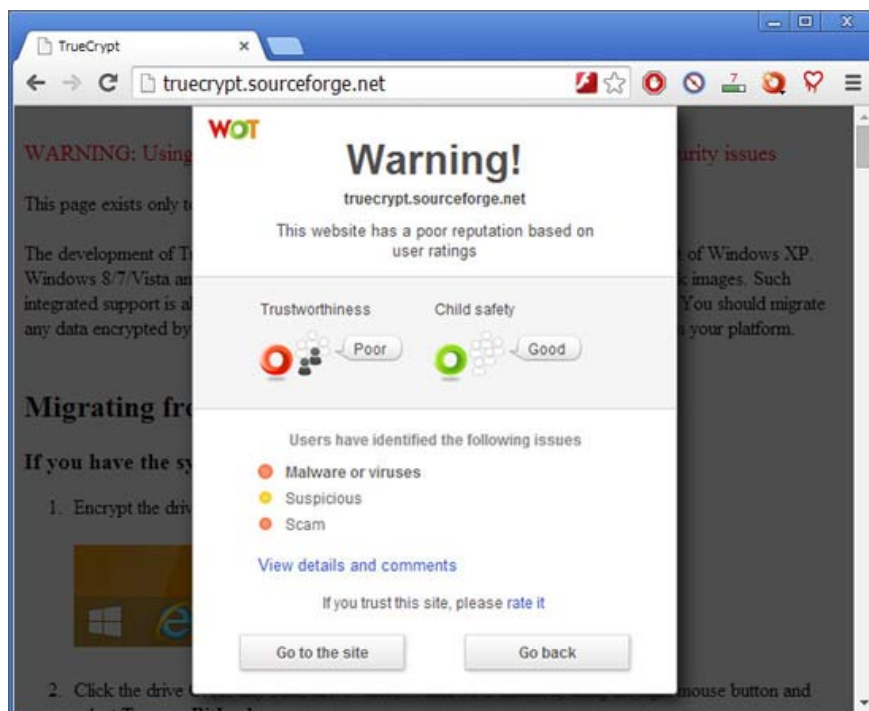 TrueCrypt
truecrypt.sourceforge.net
7
WOT
Warning!
truecrypt.sourceforge.net
This website has a poor reputation based on
user ratings
Trustworthiness Child safety
Poor Good
Users have identified the following issues
Malware or viruses
Suspicious
Scam
View details and comments
If you trust this site, please rate it
Go to the site Go back
WARNING: Using urity issues
This page exists only to
The development of T t of Windows XP.
Windows 8/7/Vista an k images. Such
integrated support is al You should migrate
any data encrypted by your platform.
Migrating fro
If you have the sy
1. Encrypt the driv
2. Click the drive mouse button and